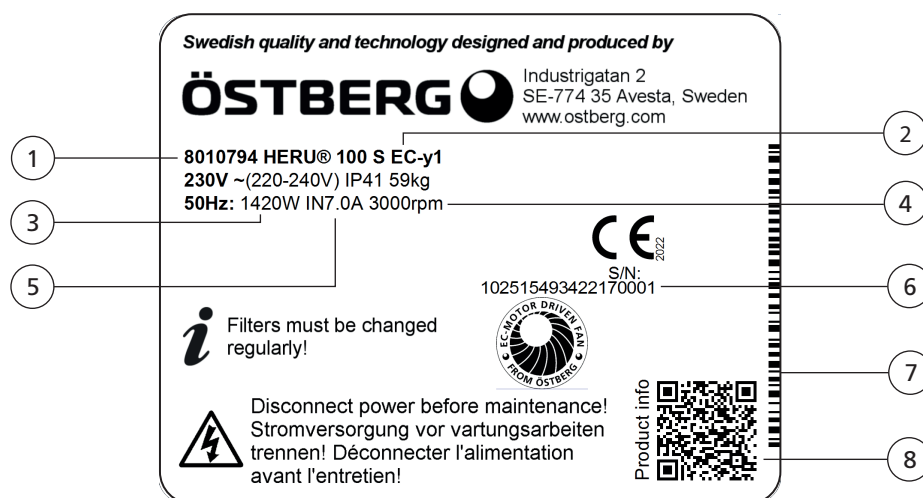 Swedish quality and technology designed and produced by
ÖSTBERG
Industrigatan 2
SE-774 35 Avesta, Sweden
www.ostberg.com
8010794 HERU® 100 S EC-y1
230V ~(220-240V) IP41 59kg
50Hz: 1420W IN7.0A 3000rpm
1
2
3
4
5
CE
2022
S/N:
102515493422170001
6
Filters must be changed
regularly!
EC-MOTOR DRIVEN FAN
FROM ÖSTBERG
7
Disconnect power before maintenance!
Stromversorgung vor vartungsarbeiten
trennen! Déconnecter l'alimentation
avant l'entretien!
Product info
8